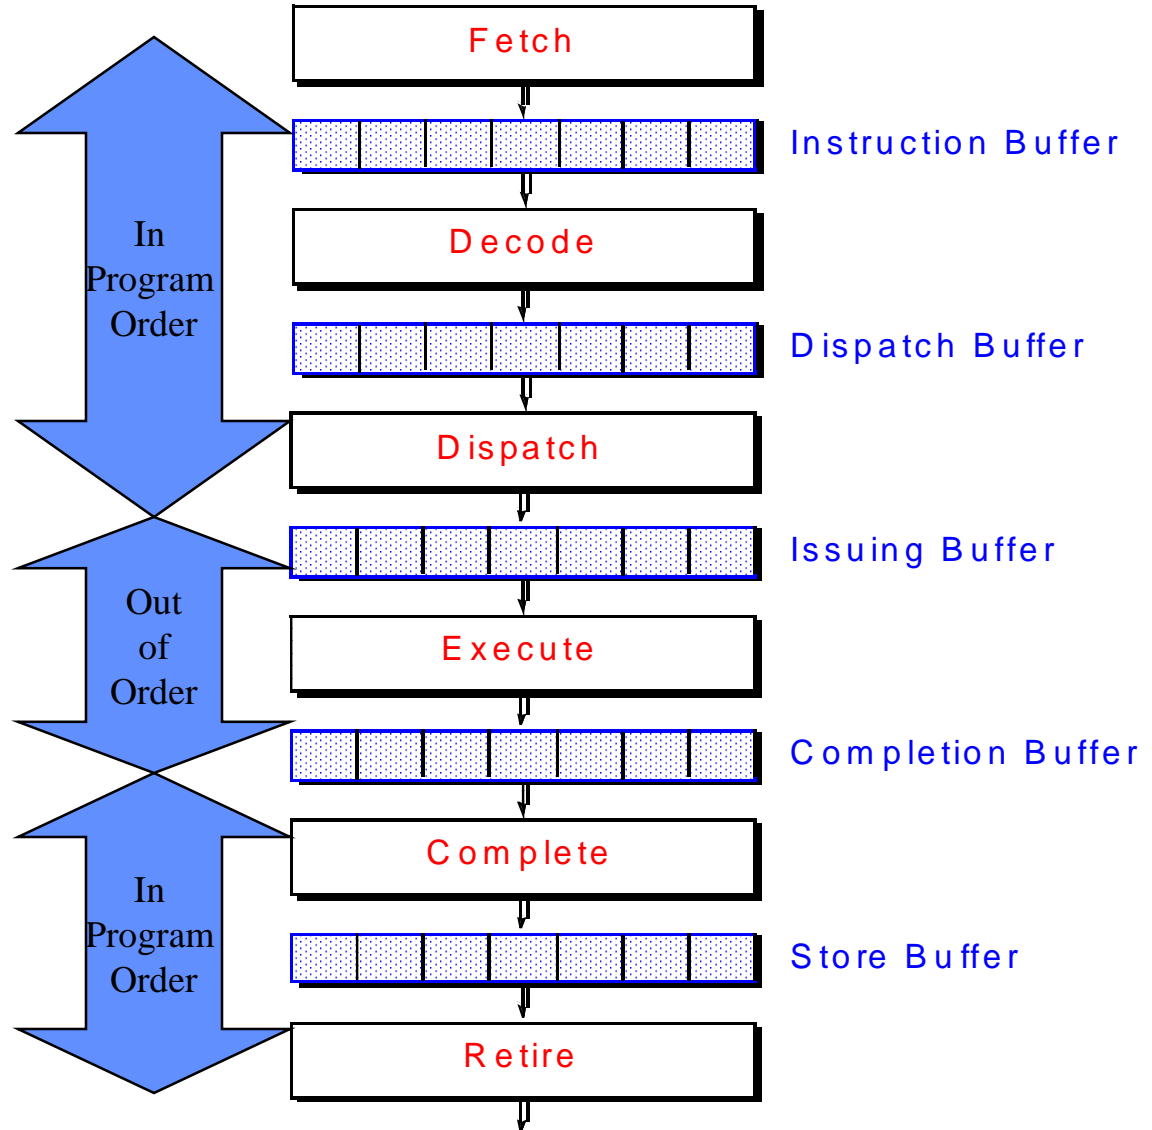 Fetch
Instruction Buffer
In
Program
Order
Decode
Dispatch Buffer
Dispatch
Issuing Buffer
Out
of
Order
Execute
Completion Buffer
Complete
In
Program
Order
Store Buffer
Retire